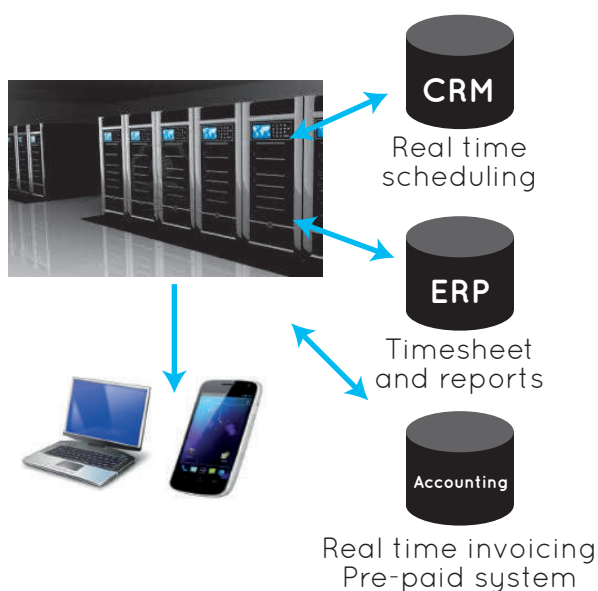 CRM
Real time
scheduling
ERP
Timesheet
and reports
Accounting
Real time invoicing
Pre-paid system